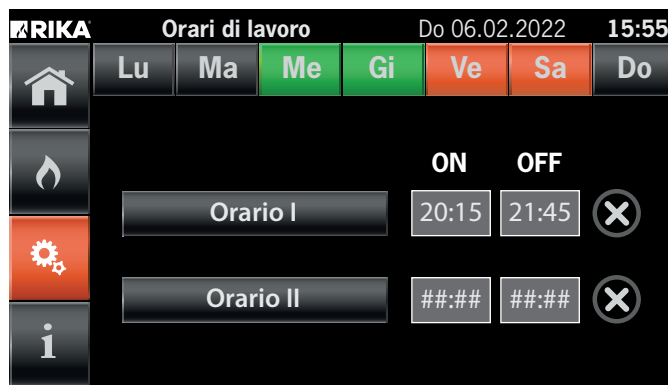 RIKA Orari di lavoro Do 06.02.2022 15:55
Lu Ma Me Gi Ve Sa Do
ON OFF
Orario I 20:15 21:45
Orario II ##:## ##:##
i